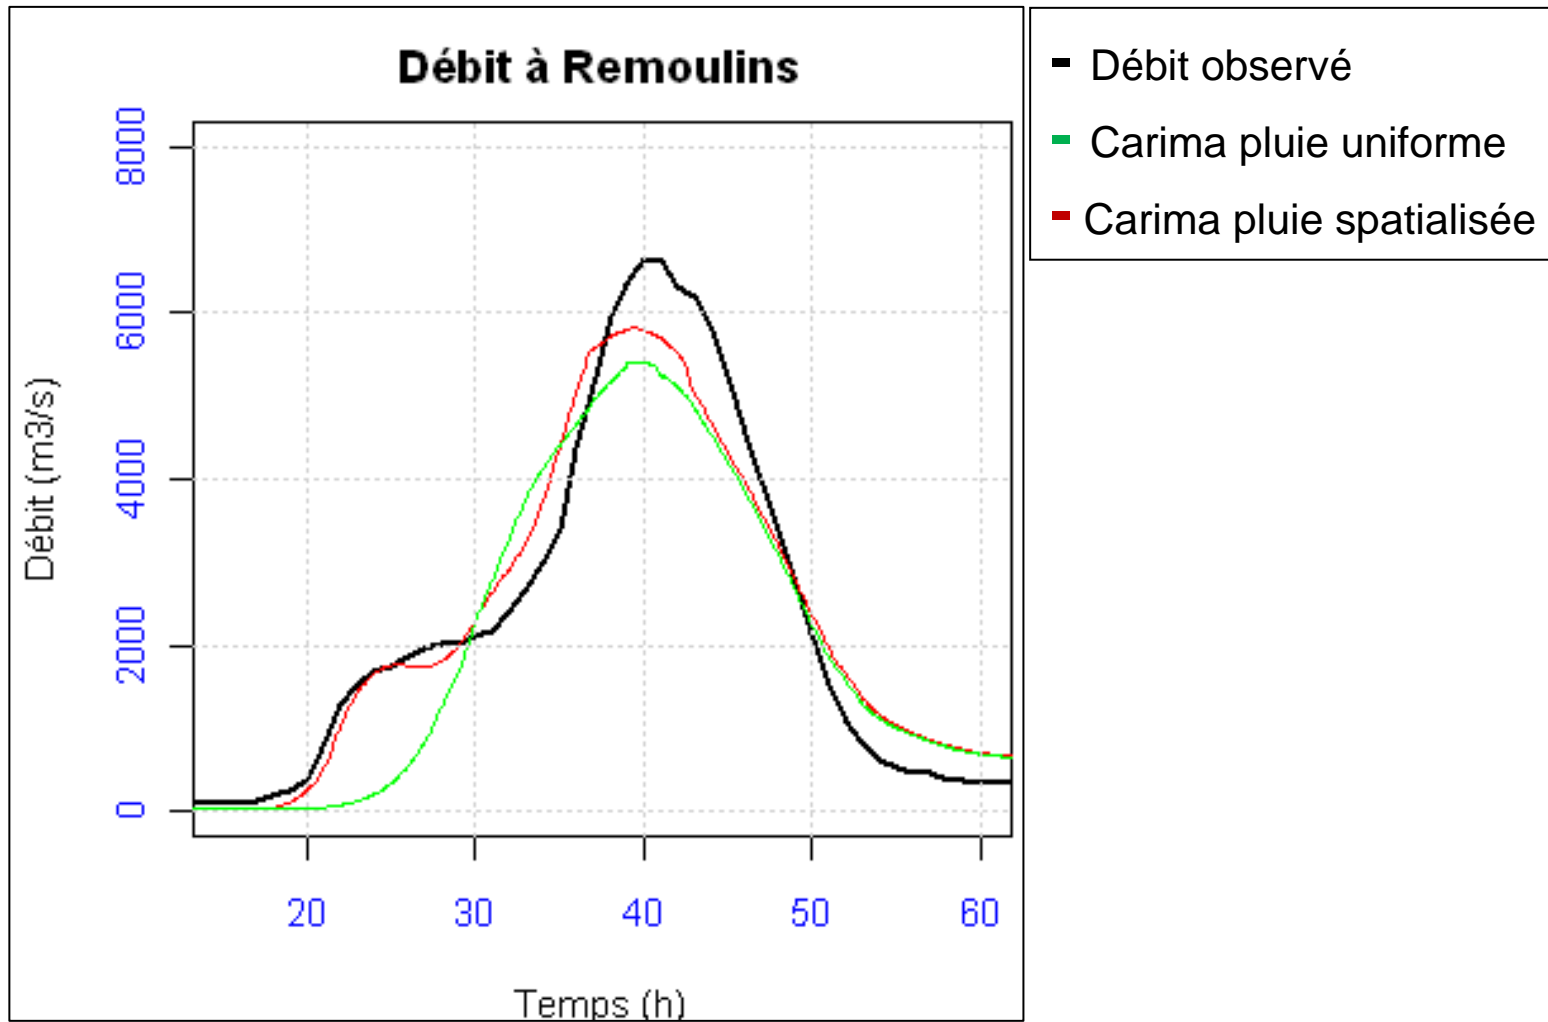 Débit à Remoulins
8000
6000
4000
2000
0
Débit (m3/s)
20 30 40 50 60
Temps (h)
Débit observé
Carima pluie uniforme
Carima pluie spatialisée